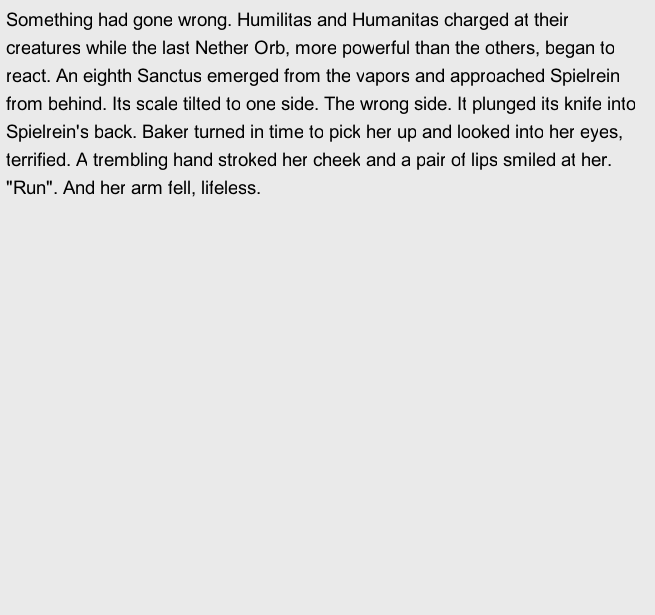 Something had gone wrong. Humilitas and Humanitas charged at their
creatures while the last Nether Orb, more powerful than the others, began to
react. An eighth Sanctus emerged from the vapors and approached Spielrein
from behind. Its scale tilted to one side. The wrong side. It plunged its knife into
Spielrein's back. Baker turned in time to pick her up and looked into her eyes,
terrified. A trembling hand stroked her cheek and a pair of lips smiled at her.
"Run". And her arm fell, lifeless.